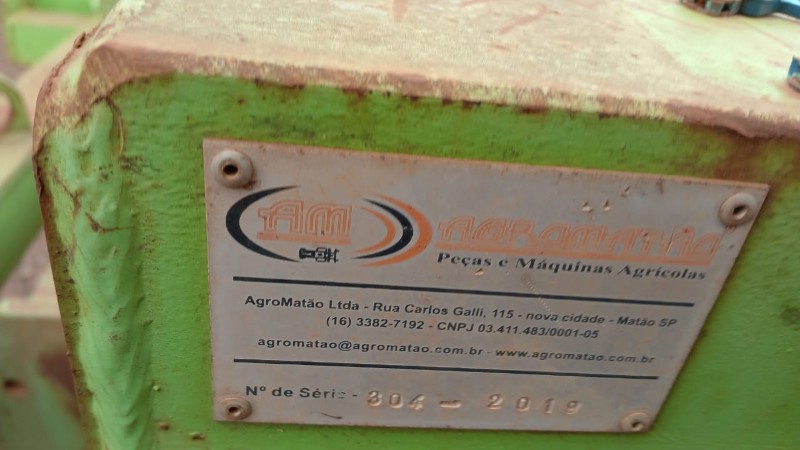 AM AGROMATÃO
Peças e Máquinas Agrícolas
AgroMatão Ltda - Rua Carlos Galli, 115 - nova cidade - Matão SP
(16) 3382-7192 - CNPJ 03.411.483/0001-05
agromatao@agromatao.com.br - www.agromatao.com.br
Nº de Série - 304 - 2019